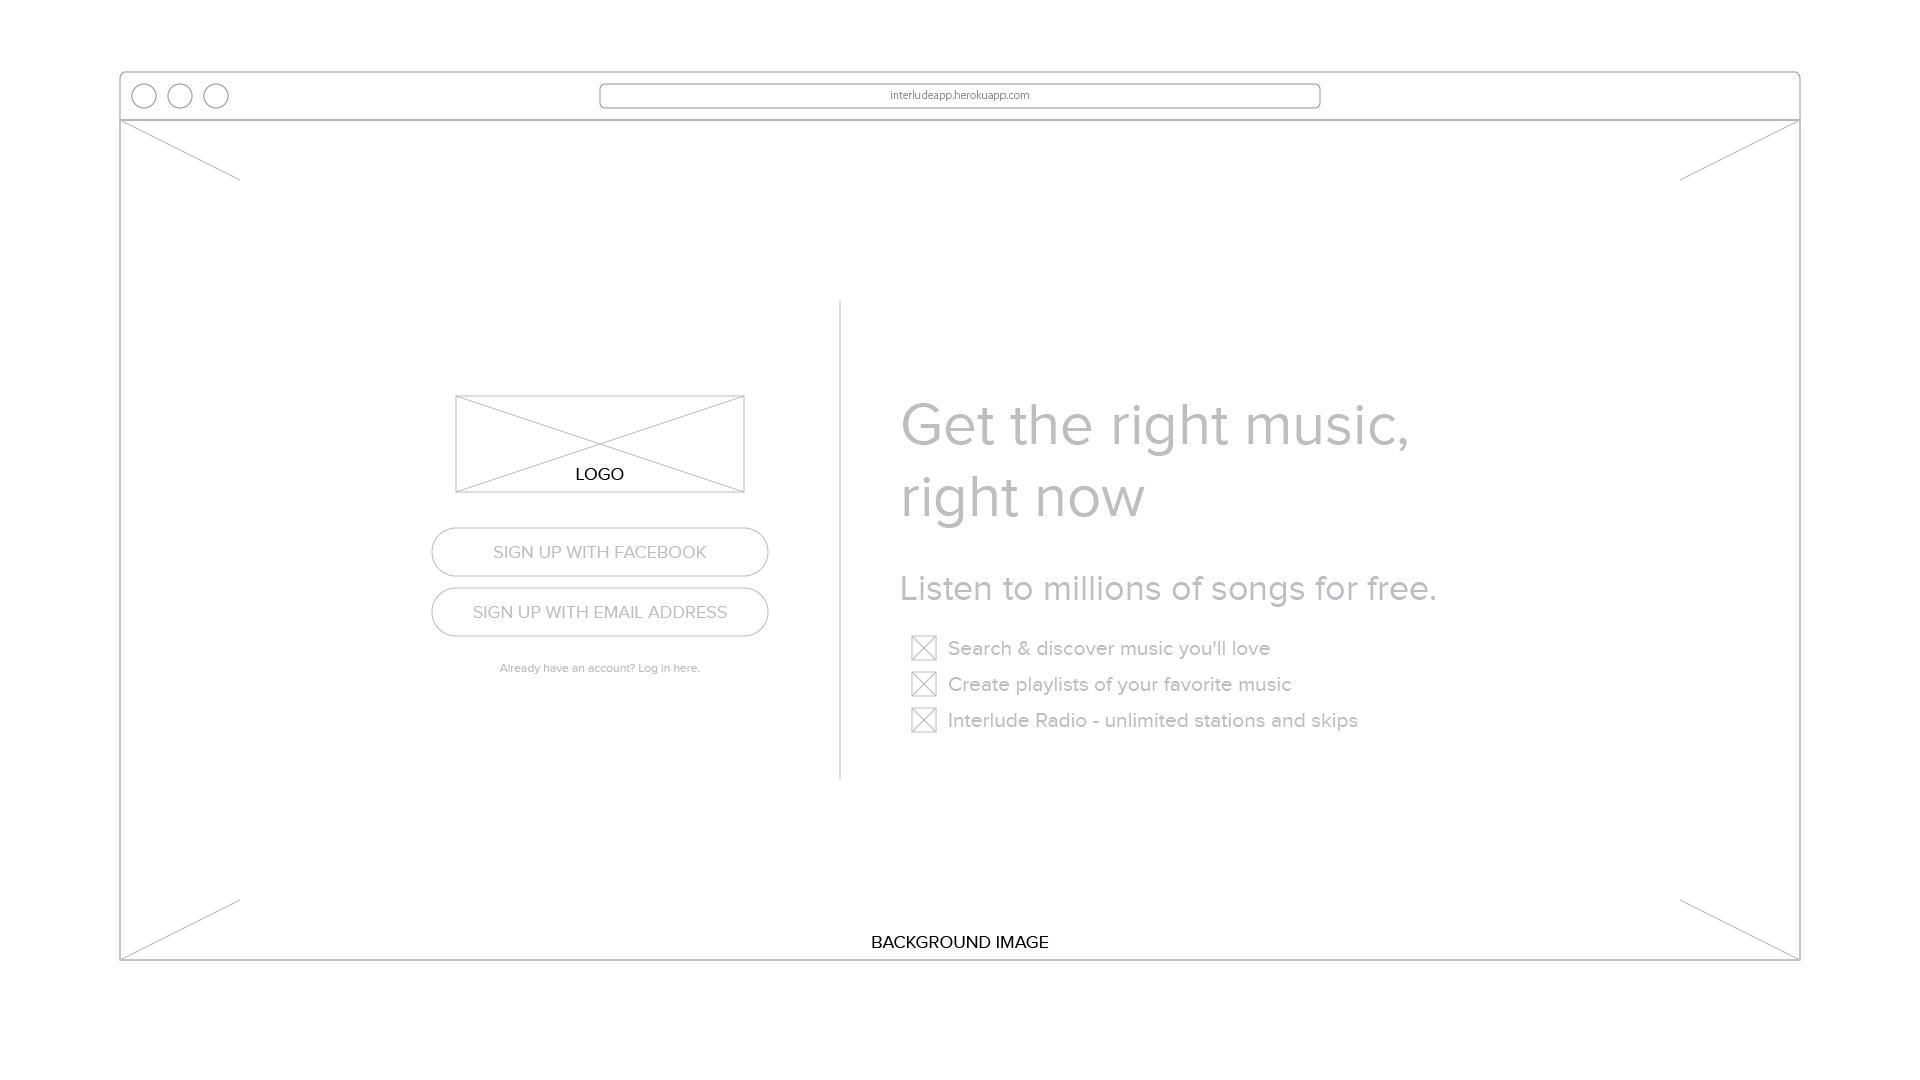 interludeapp.herokuapp.com
LOGO
SIGN UP WITH FACEBOOK
SIGN UP WITH EMAIL ADDRESS
Already have an account? Log in here.
Get the right music,
right now
Listen to millions of songs for free.
Search & discover music you'll love
Create playlists of your favorite music
Interlude Radio - unlimited stations and skips
BACKGROUND IMAGE